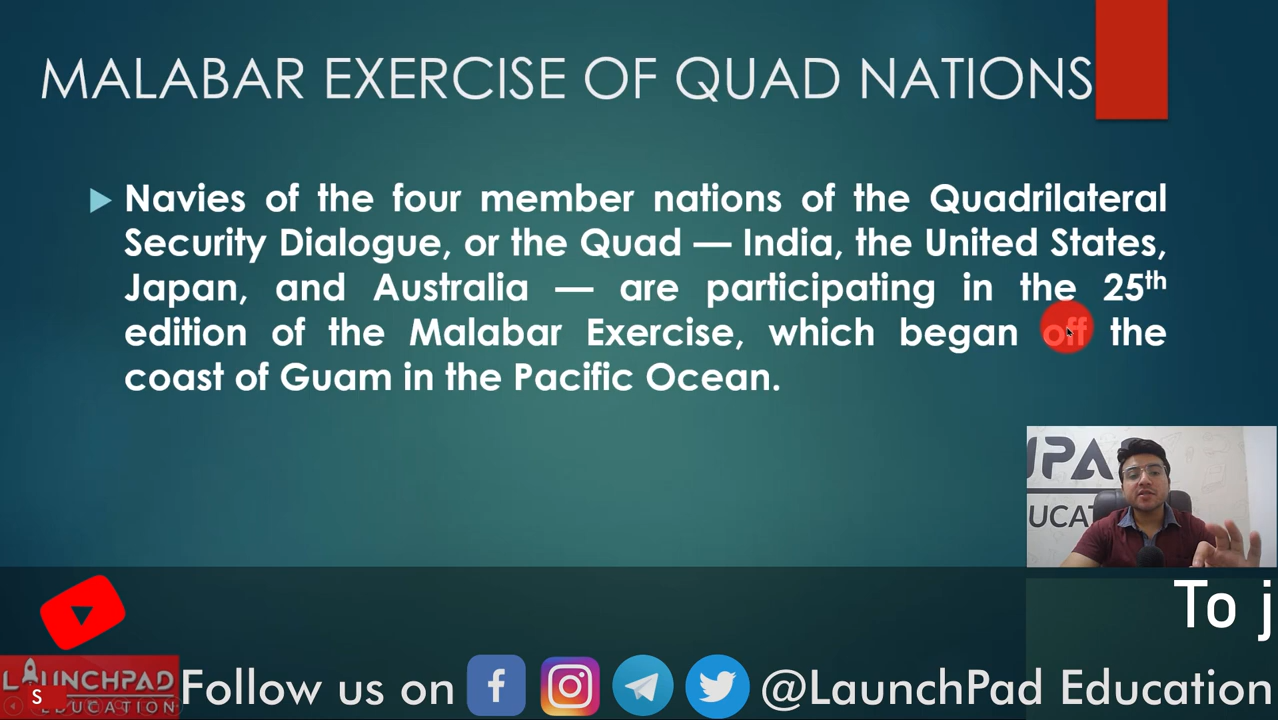 MALABAR EXERCISE OF QUAD NATIONS
Navies of the four member nations of the Quadrilateral
Security Dialogue, or the Quad — India, the United States,
Japan, and Australia — are participating in the 25th
edition of the Malabar Exercise, which began off the
coast of Guam in the Pacific Ocean.
UPA
UCAT
To j
LAUNCHPAD
EDUCATION
S
Follow us on
@LaunchPad Education